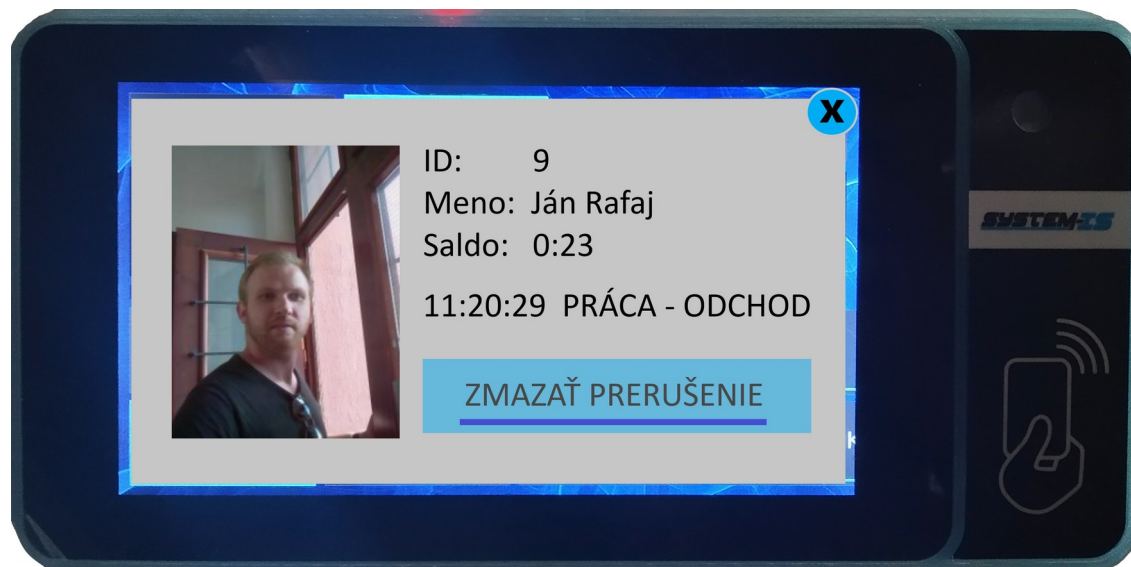 X
ID: 9
Meno: Ján Rafaj
Saldo: 0:23
11:20:29 PRÁCA - ODCHOD
ZMAZAŤ PRERUŠENIE
SYSTEM-IS